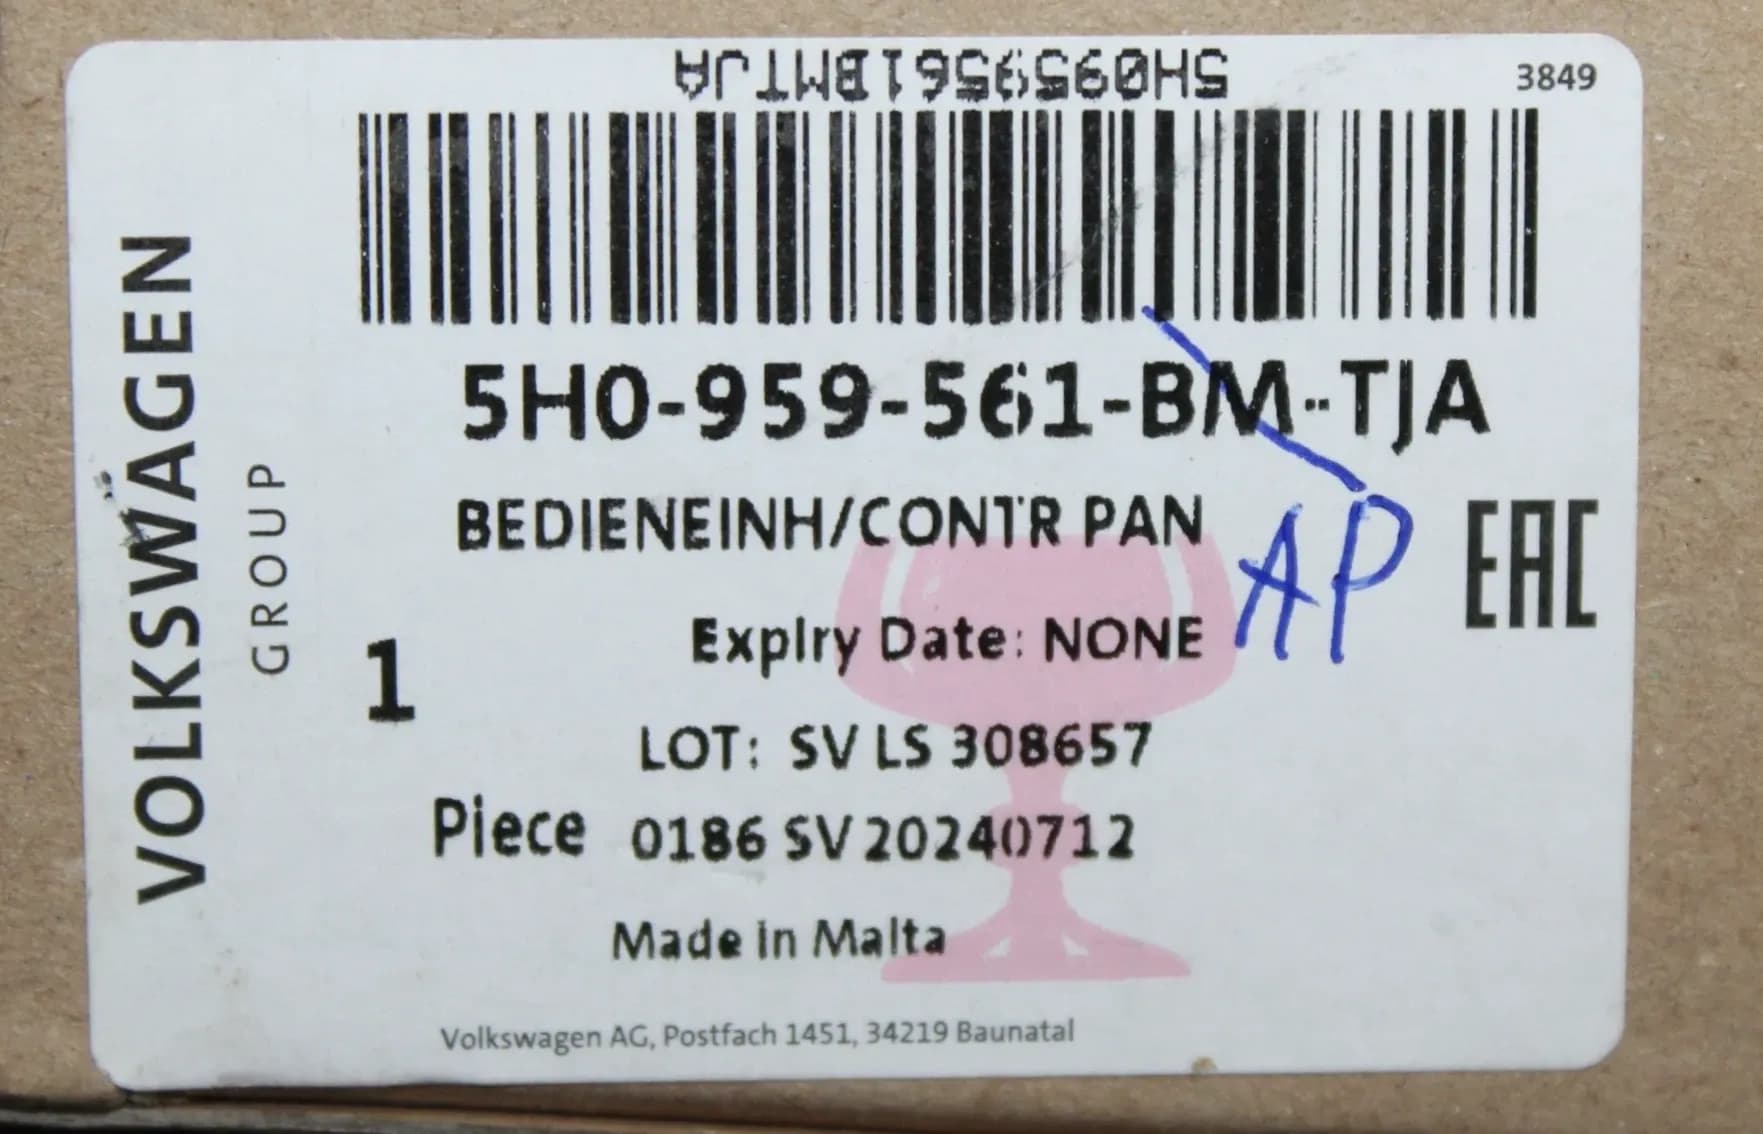 5H0959561BMTJA
3849
VOLKSWAGEN
GROUP
5H0-959-561-BM--TJA
BEDIENEINH/CONTR PAN
AP
EAC
Expiry Date: NONE
1
LOT: SV LS 308657
Piece 0186 SV 20240712
Made in Malta
Volkswagen AG, Postfach 1451, 34219 Baunatal